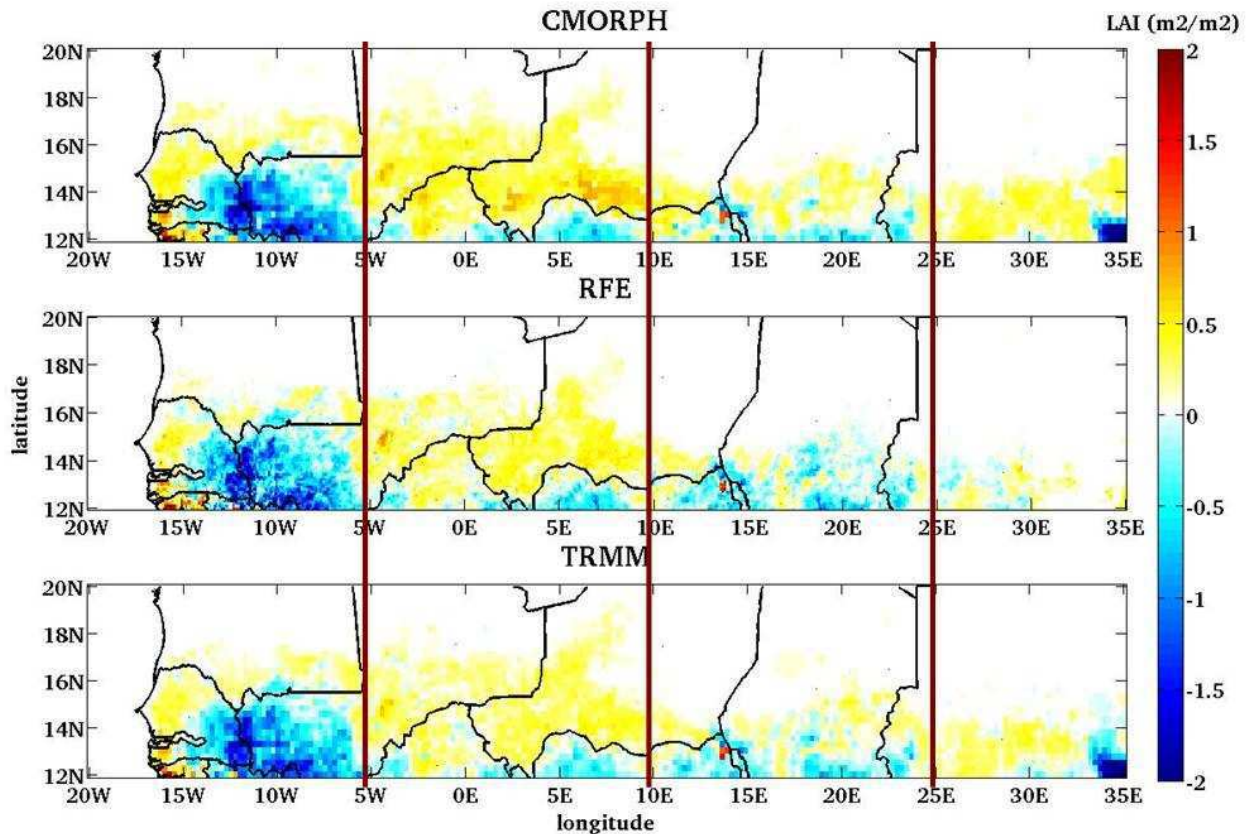 CMORPH
LAI (m2/m2)
20N
18N
16N
14N
12N
20W 15W 10W 5W 0E 5E 10E 15E 20E 25E 30E 35E
RFE
20N
18N
16N
14N
12N
20W 15W 10W 5W 0E 5E 10E 15E 20E 25E 30E 35E
TRMM
20N
18N
16N
14N
12N
20W 15W 10W 5W 0E 5E 10E 15E 20E 25E 30E 35E
latitude
longitude
2
1.5
1
0.5
0
-0.5
-1
-1.5
-2